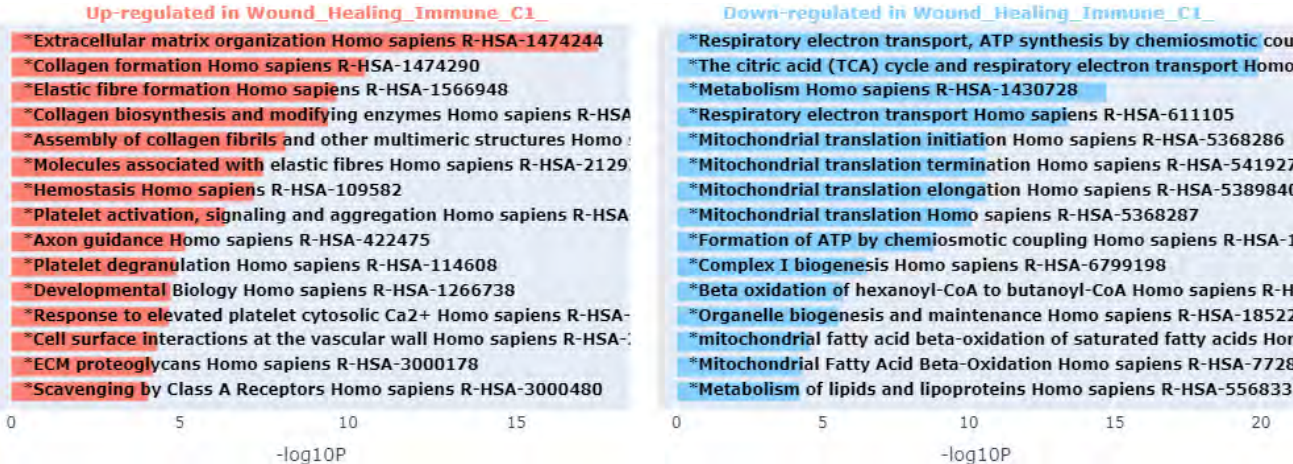 Up-regulated in Wound_Healing_Immune_C1_
*Extracellular matrix organization Homo sapiens R-HSA-1474244
*Collagen formation Homo sapiens R-HSA-1474290
*Elastic fibre formation Homo sapiens R-HSA-1566948
*Collagen biosynthesis and modifying enzymes Homo sapiens R-HSA
*Assembly of collagen fibrils and other multimeric structures Homo
*Molecules associated with elastic fibres Homo sapiens R-HSA-2129
*Hemostasis Homo sapiens R-HSA-109582
*Platelet activation, signaling and aggregation Homo sapiens R-HSA
*Axon guidance Homo sapiens R-HSA-422475
*Platelet degranulation Homo sapiens R-HSA-114608
*Developmental Biology Homo sapiens R-HSA-1266738
*Response to elevated platelet cytosolic Ca2+ Homo sapiens R-HSA-
*Cell surface interactions at the vascular wall Homo sapiens R-HSA-
*ECM proteoglycans Homo sapiens R-HSA-3000178
*Scavenging by Class A Receptors Homo sapiens R-HSA-3000480
0 5 10 15
-log10P
Down-regulated in Wound_Healing_Immune_C1_
*Respiratory electron transport, ATP synthesis by chemiosmotic cou
*The citric acid (TCA) cycle and respiratory electron transport Homo
*Metabolism Homo sapiens R-HSA-1430728
*Respiratory electron transport Homo sapiens R-HSA-611105
*Mitochondrial translation initiation Homo sapiens R-HSA-5368286
*Mitochondrial translation termination Homo sapiens R-HSA-541927
*Mitochondrial translation elongation Homo sapiens R-HSA-5389840
*Mitochondrial translation Homo sapiens R-HSA-5368287
*Formation of ATP by chemiosmotic coupling Homo sapiens R-HSA-1
*Complex I biogenesis Homo sapiens R-HSA-6799198
*Beta oxidation of hexanoyl-CoA to butanoyl-CoA Homo sapiens R-H
*Organelle biogenesis and maintenance Homo sapiens R-HSA-18522
*mitochondrial fatty acid beta-oxidation of saturated fatty acids Hom
*Mitochondrial Fatty Acid Beta-Oxidation Homo sapiens R-HSA-7728
*Metabolism of lipids and lipoproteins Homo sapiens R-HSA-556833
0 5 10 15 20
-log10P